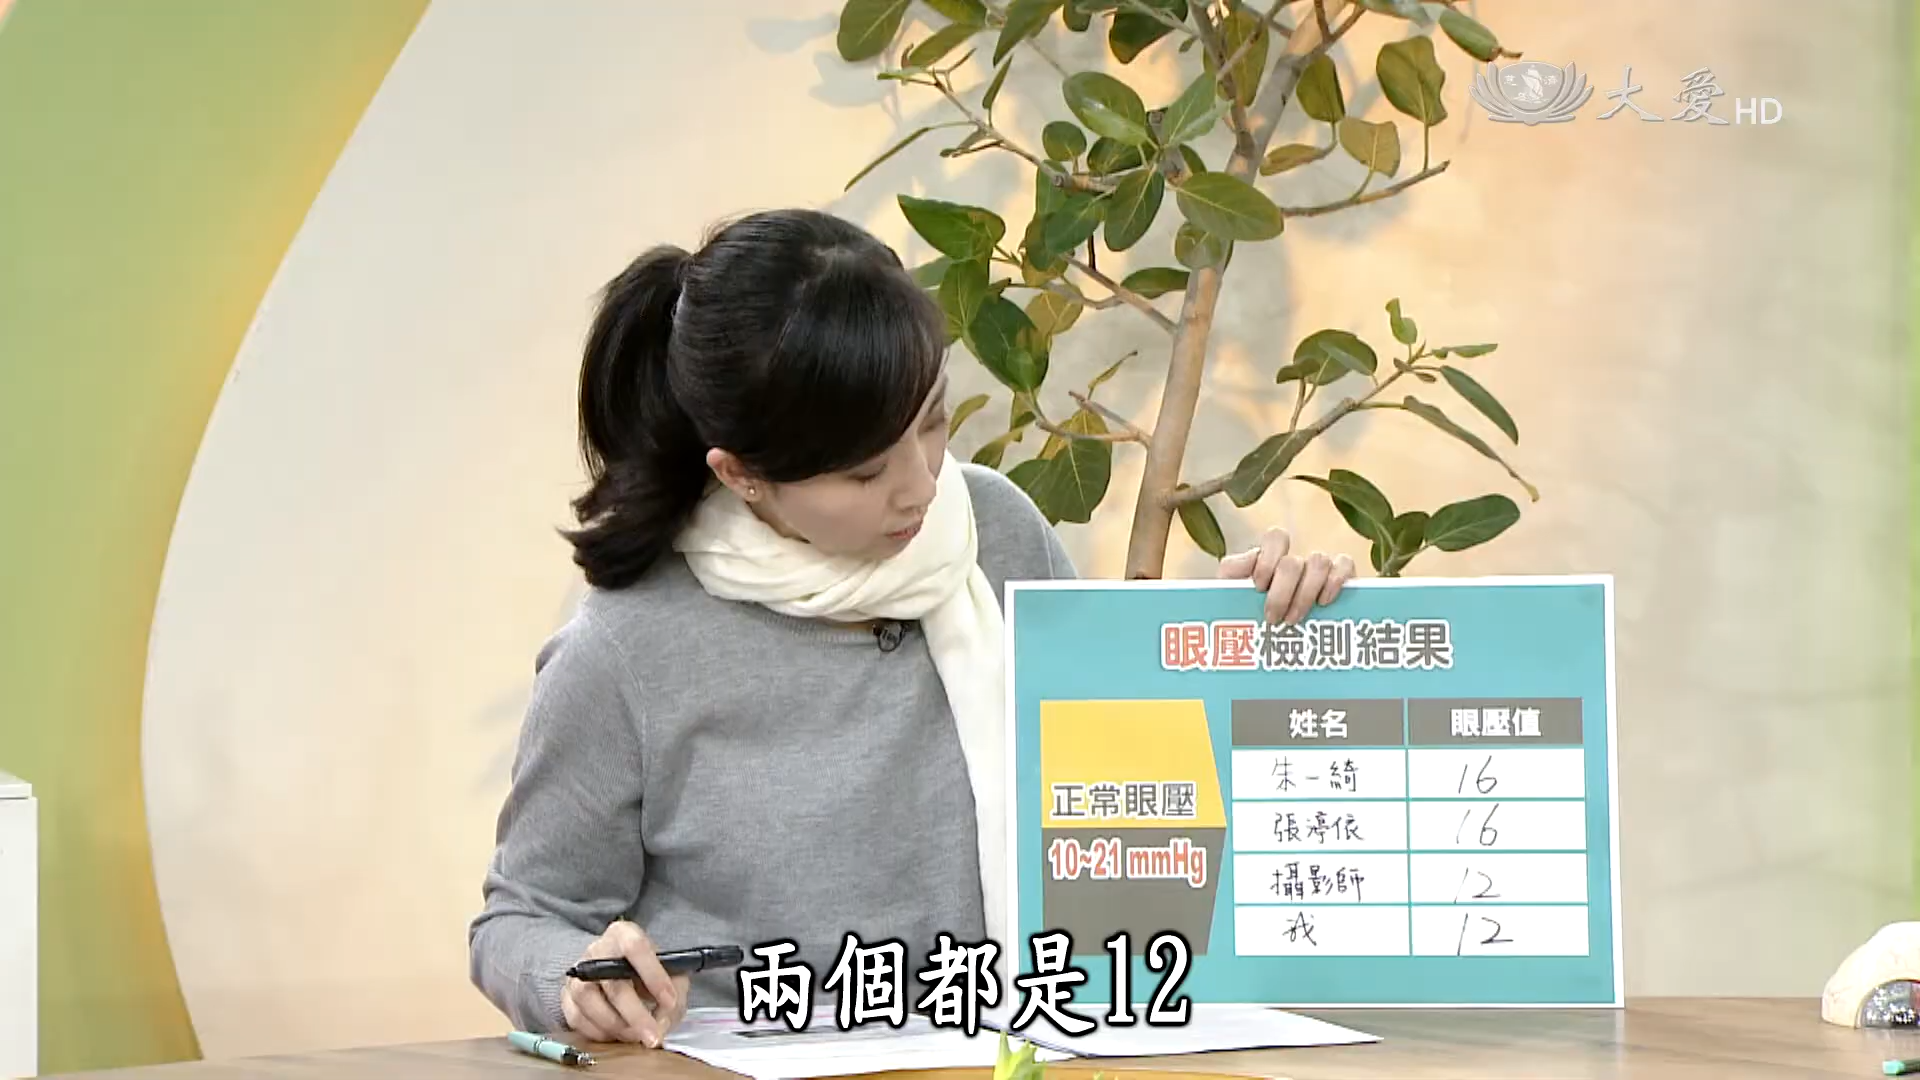 大愛HD
眼壓檢測結果
姓名 眼壓值
朱一綺 16
張渟依 16
攝影師 12
我 12
正常眼壓
10~21 mmHg
兩個都是12